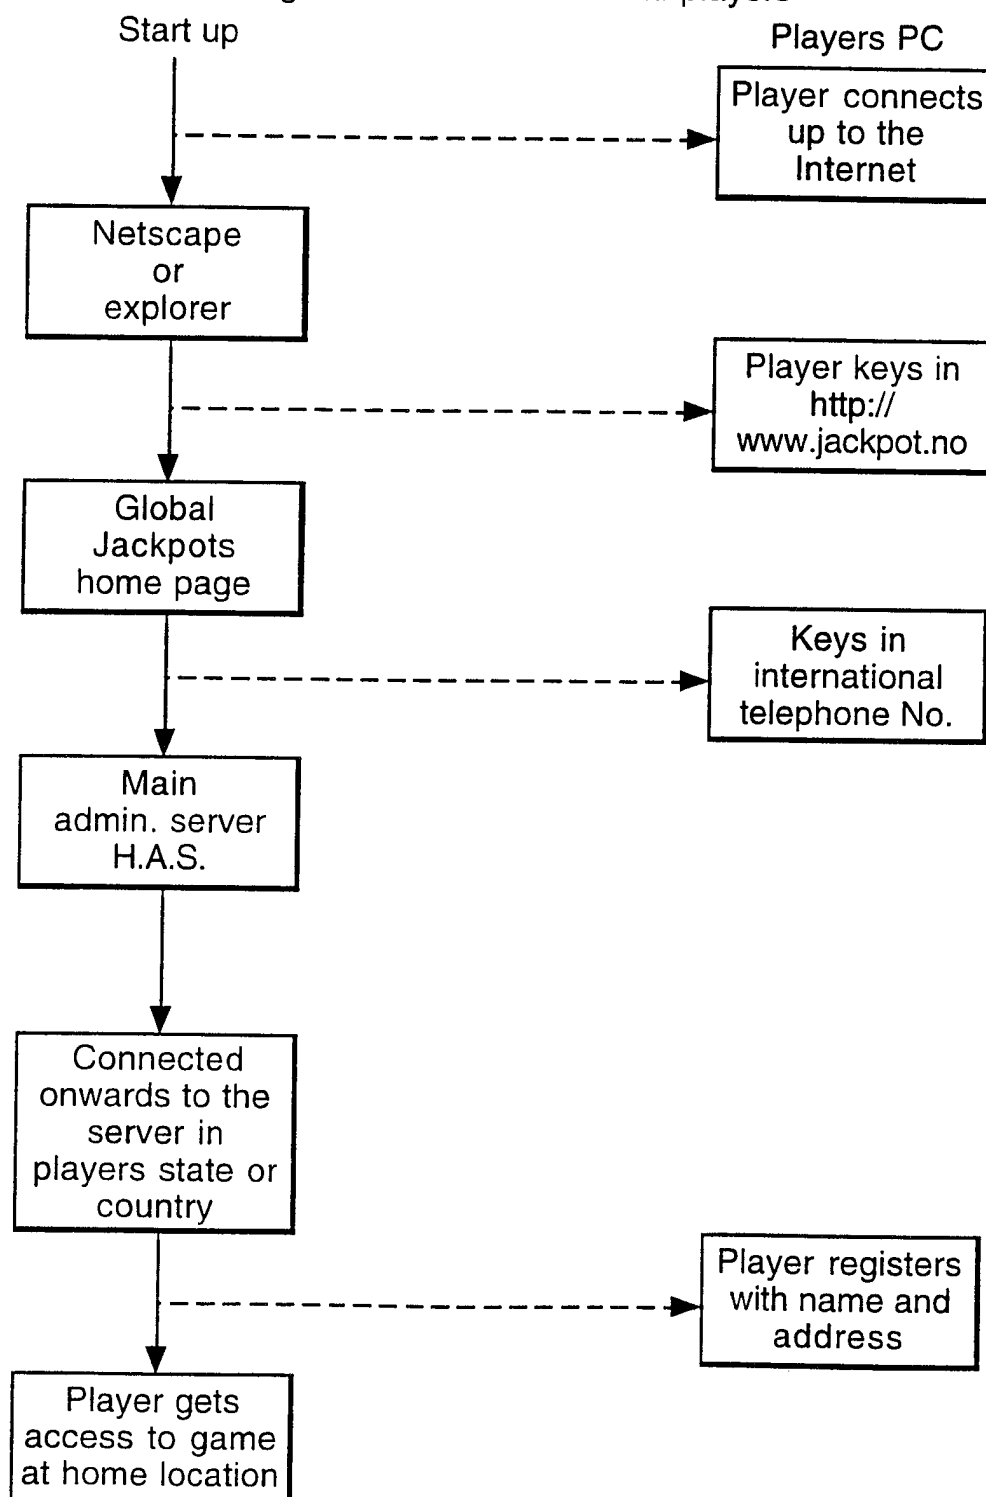 players
Start up
Players PC
Player connects
up to the
Internet
Netscape
or
explorer
Player keys in
http://
www.jackpot.no
Global
Jackpots
home page
Keys in
international
telephone No.
Main
admin. server
H.A.S.
Connected
onwards to the
server in
players state or
country
Player registers
with name and
address
Player gets
access to game
at home location